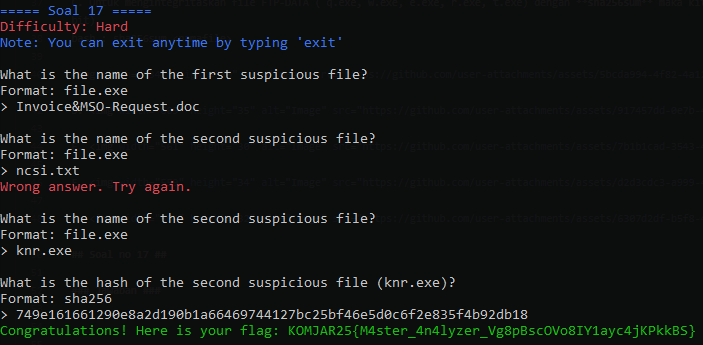 ===== Soal 17 =====
Difficulty: Hard
Note: You can exit anytime by typing 'exit'
What is the name of the first suspicious file?
Format: file.exe
> Invoice&MSO-Request.doc
What is the name of the second suspicious file?
Format: file.exe
> ncsi.txt
Wrong answer. Try again.
What is the name of the second suspicious file?
Format: file.exe
> knr.exe
What is the hash of the second suspicious file (knr.exe)?
Format: sha256
> 749e161661290e8a2d190b1a66469744127bc25bf46e5d0c6f2e835f4b92db18
Congratulations! Here is your flag: KOMJAR25{M4ster_4n4lyzer_Vg8pBscOVo8IY1ayc4jKPkkBS}